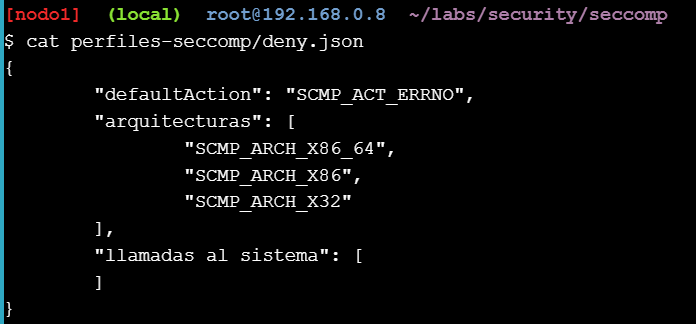 [nodo1] (local) root@192.168.0.8 ~/labs/security/seccomp
$ cat perfiles-seccomp/deny.json
{
"defaultAction": "SCMP_ACT_ERRNO",
"arquitecturas": [
"SCMP_ARCH_X86_64",
"SCMP_ARCH_X86",
"SCMP_ARCH_X32"
],
"llamadas al sistema": [
]
}